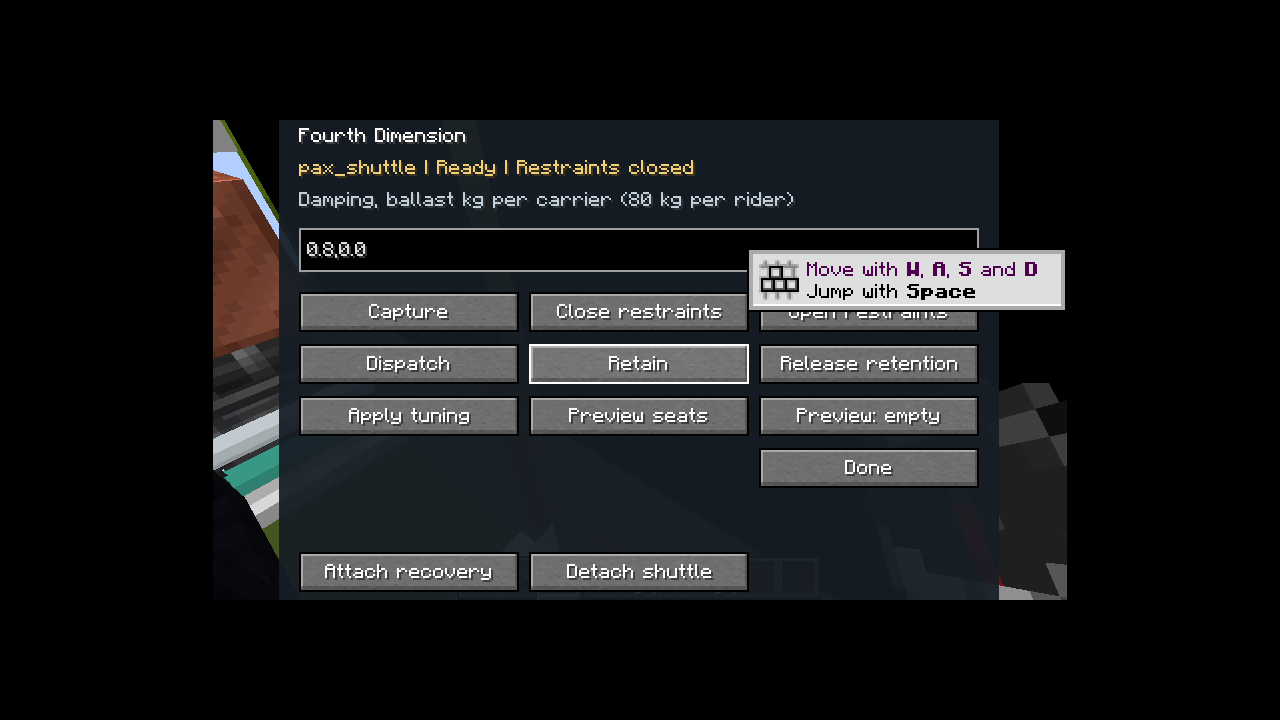 Fourth Dimension
pax_shuttle | Ready | Restraints closed
Damping, ballast kg per carrier (80 kg per rider)
0.8,0.0
Move with W, A, S and D
Jump with Space
Capture
Close restraints
Open restraints
Dispatch
Retain
Release retention
Apply tuning
Preview seats
Preview: empty
Done
Attach recovery
Detach shuttle